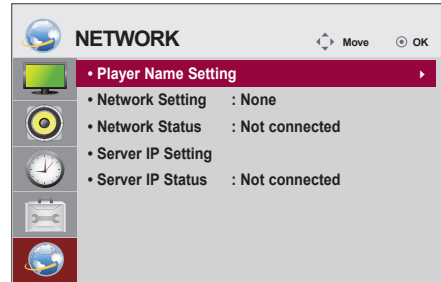 NETWORK Move OK
• Player Name Setting
• Network Setting : None
• Network Status : Not connected
• Server IP Setting
• Server IP Status : Not connected